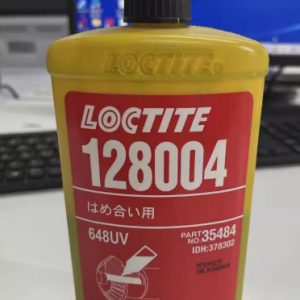 LOCTITE
LOCTITE
128004
はめ合い用
648UV
PART NO. 35484
IDH:378302